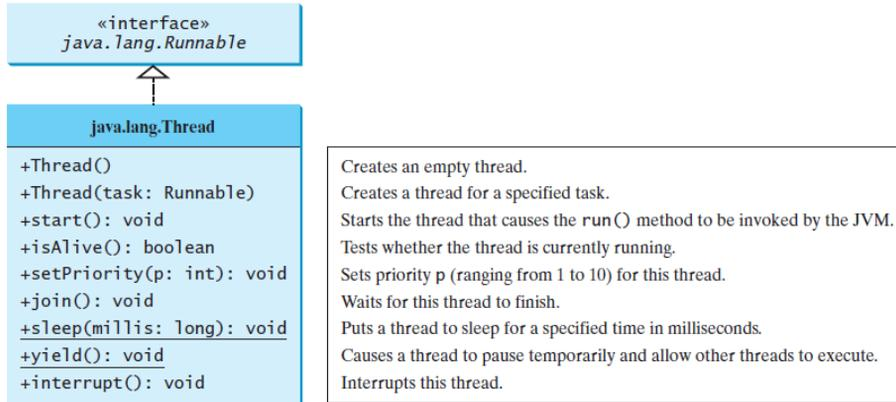 «interface»
java.lang.Runnable
java.lang.Thread
+Thread()
Creates an empty thread.
+Thread(task: Runnable)
Creates a thread for a specified task.
+start(): void
Starts the thread that causes the run() method to be invoked by the JVM.
+isAlive(): boolean
Tests whether the thread is currently running.
+setPriority(p: int): void
Sets priority p (ranging from 1 to 10) for this thread.
+join(): void
Waits for this thread to finish.
+sleep(millis: long): void
Puts a thread to sleep for a specified time in milliseconds.
+yield(): void
Causes a thread to pause temporarily and allow other threads to execute.
+interrupt(): void
Interrupts this thread.